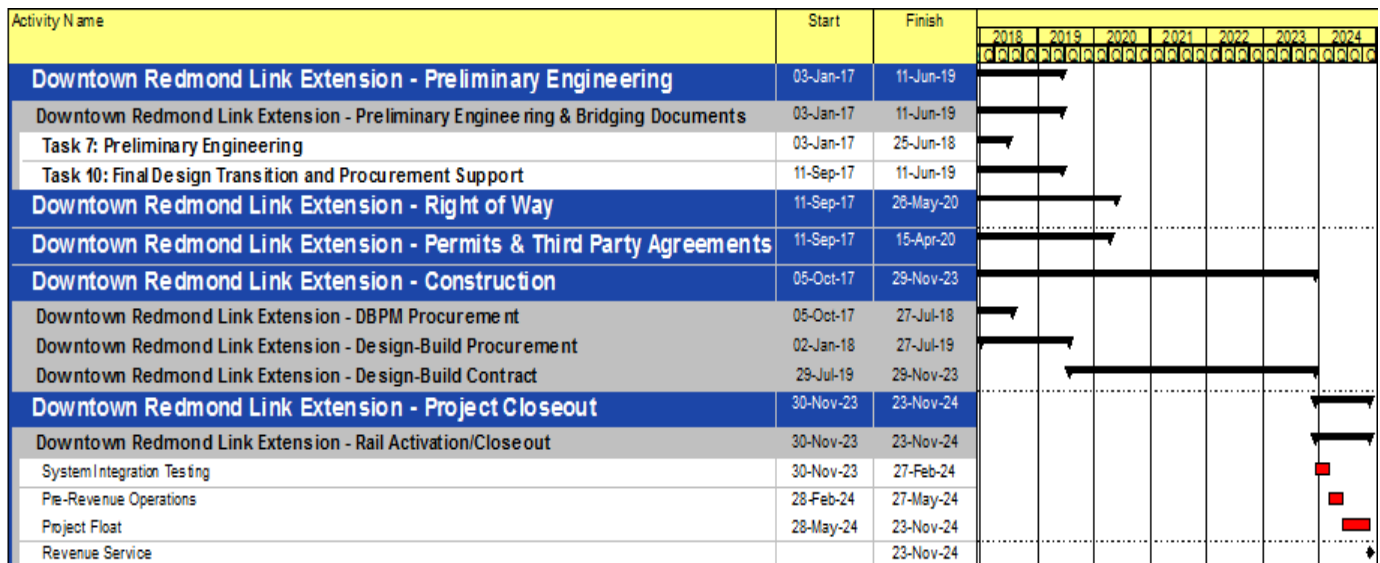 Activity Name Start Finish
2018 2019 2020 2021 2022 2023 2024
Q Q Q Q Q Q Q Q Q Q Q Q Q Q Q Q Q Q Q Q Q Q Q Q Q Q Q Q
Downtown Redmond Link Extension - Preliminary Engineering 03-Jan-17 11-Jun-19
Downtown Redmond Link Extension - Preliminary Engineering & Bridging Documents 03-Jan-17 11-Jun-19
Task 7: Preliminary Engineering 03-Jan-17 25-Jun-18
Task 10: Final Design Transition and Procurement Support 11-Sep-17 11-Jun-19
Downtown Redmond Link Extension - Right of Way 11-Sep-17 26-May-20
Downtown Redmond Link Extension - Permits & Third Party Agreements 11-Sep-17 15-Apr-20
Downtown Redmond Link Extension - Construction 05-Oct-17 29-Nov-23
Downtown Redmond Link Extension - DBPM Procurement 05-Oct-17 27-Jul-18
Downtown Redmond Link Extension - Design-Build Procurement 02-Jan-18 27-Jul-19
Downtown Redmond Link Extension - Design-Build Contract 29-Jul-19 29-Nov-23
Downtown Redmond Link Extension - Project Closeout 30-Nov-23 23-Nov-24
Downtown Redmond Link Extension - Rail Activation/Closeout 30-Nov-23 23-Nov-24
System Integration Testing 30-Nov-23 27-Feb-24
Pre-Revenue Operations 28-Feb-24 27-May-24
Project Float 28-May-24 23-Nov-24
Revenue Service 23-Nov-24